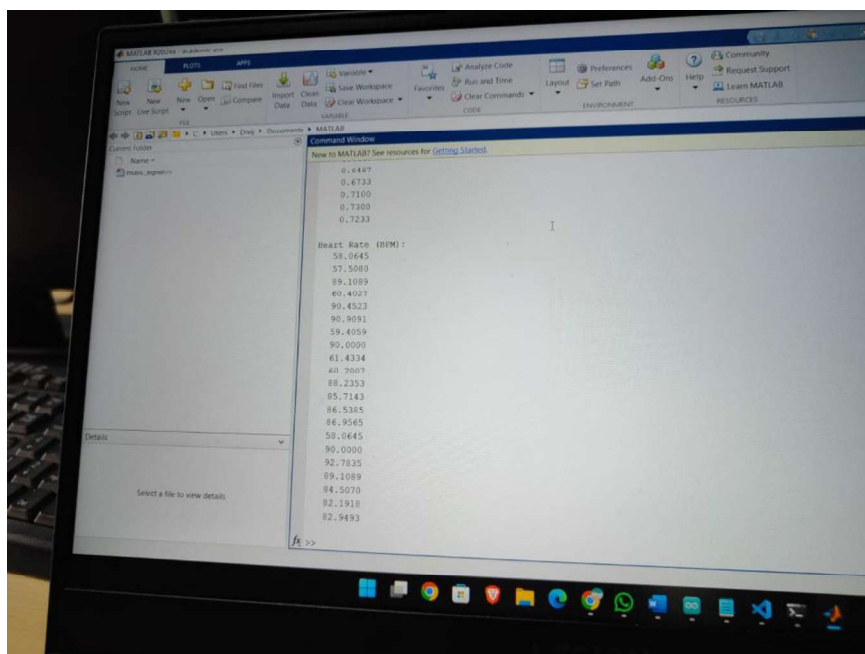 MATLAB R2024a - academic use
HOME PLOTS APPS
New Script
New Live Script
New
Open
Find Files
Compare
Import Data
Clean Data
Variable
Save Workspace
Clear Workspace
Favorites
Analyze Code
Run and Time
Clear Commands
Layout
Preferences
Set Path
Add-Ons
Help
Community
Request Support
Learn MATLAB
FILE VARIABLE CODE ENVIRONMENT RESOURCES
C: Users Documents MATLAB
Current Folder
Name
Command Window
New to MATLAB? See resources for Getting Started.
0.6467
0.6733
0.7100
0.7300
0.7233
Heart Rate (BPM):
58.0645
57.5080
89.1089
60.4027
90.4523
90.9091
59.4059
90.0000
61.4334
60.2007
88.2353
85.7143
86.5385
86.9565
58.0645
90.0000
92.7835
89.1089
84.5070
82.1918
82.9493
fx >>
Details
Select a file to view details